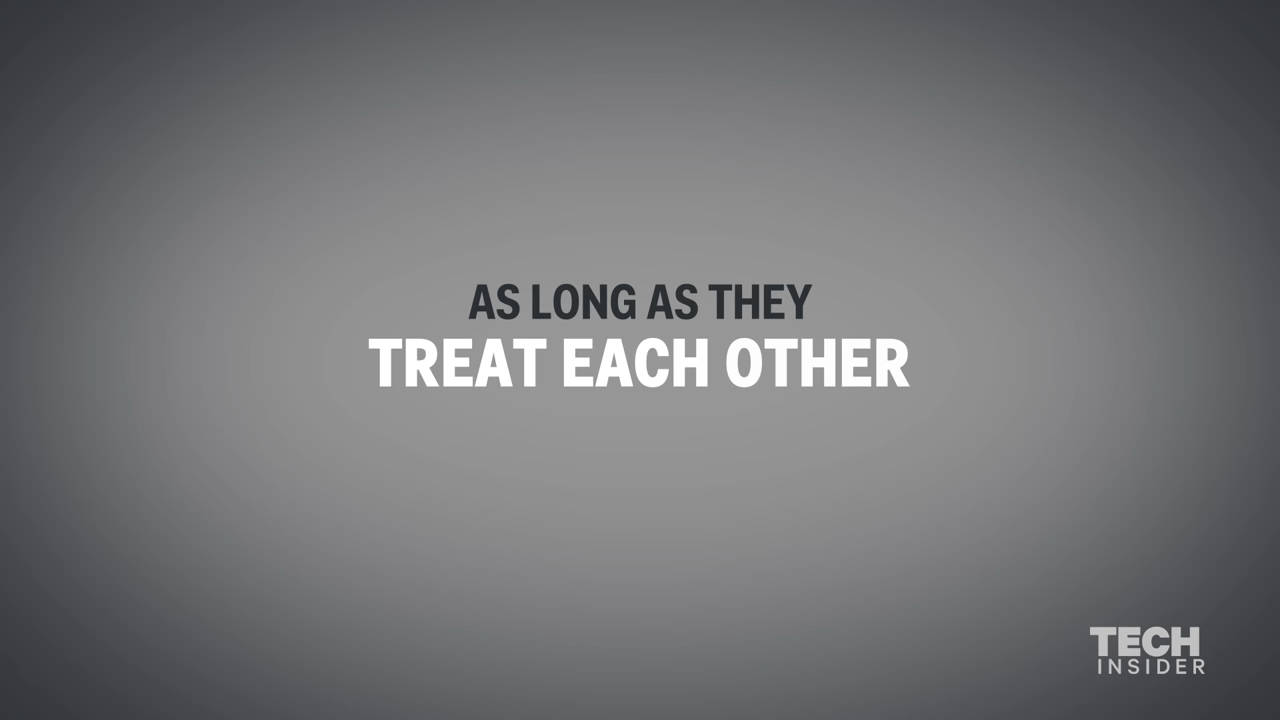 AS LONG AS THEY
TREAT EACH OTHER
TECH
INSIDER